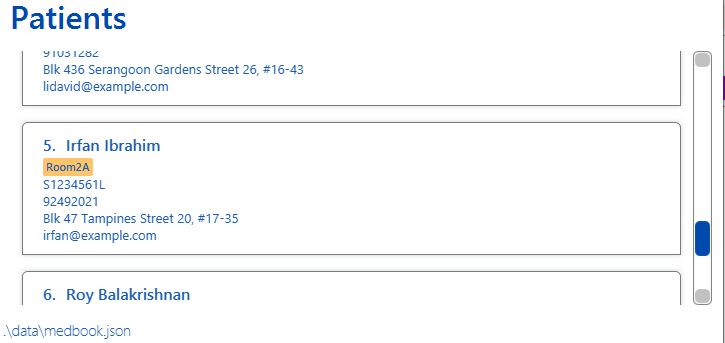 Patients
91031282
Blk 436 Serangoon Gardens Street 26, #16-43
lidavid@example.com
5. Irfan Ibrahim
Room2A
S1234561L
92492021
Blk 47 Tampines Street 20, #17-35
irfan@example.com
6. Roy Balakrishnan
.\data\medbook.json